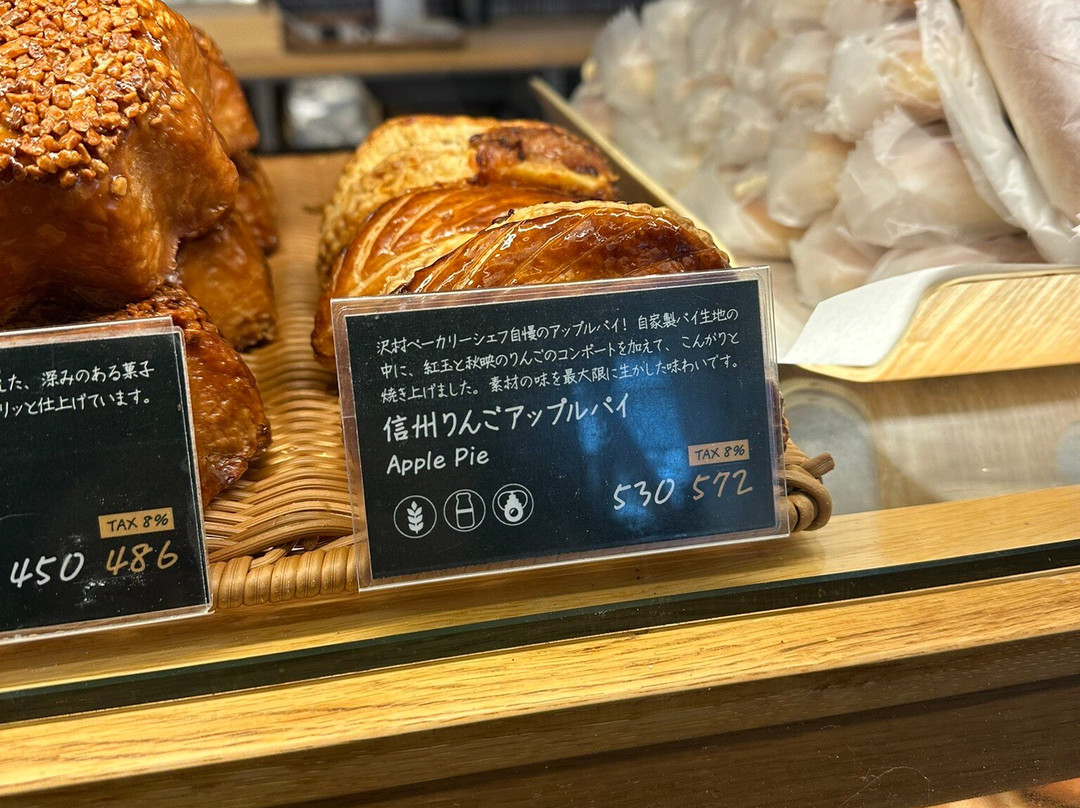 えた、深みのある菓子
リッと仕上げています。
TAX 8%
450 486
沢村ベーカリーシェフ自慢のアップルパイ！ 自家製パイ生地の
中に、紅玉と秋映のりんごのコンポートを加えて、こんがりと
焼き上げました。素材の味を最大限に生かした味わいです。
信州りんごアップルパイ
Apple Pie
TAX 8%
530 572